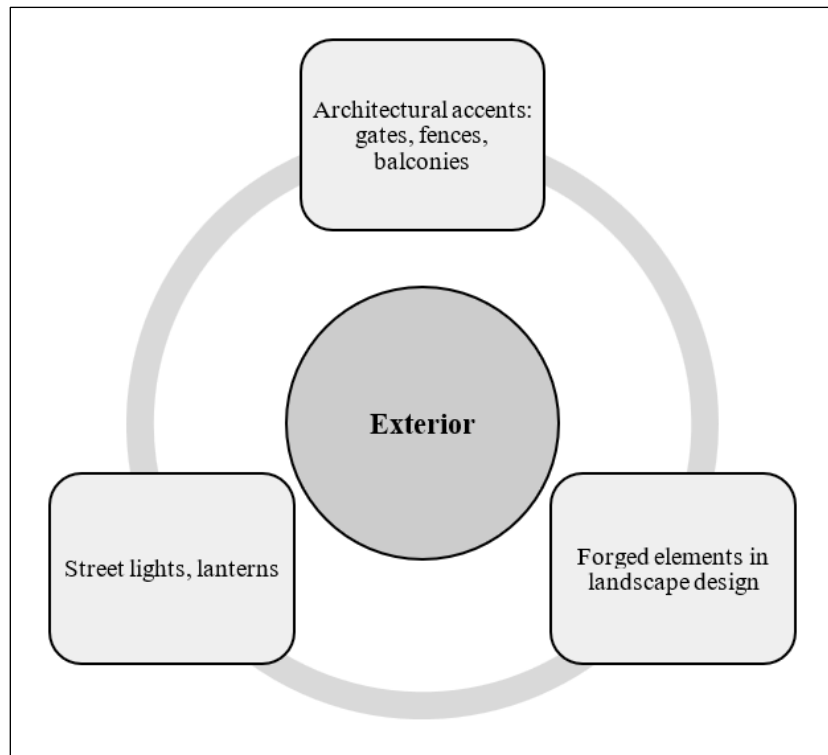 Architectural accents:
gates, fences,
balconies
Exterior
Street lights, lanterns
Forged elements in
landscape design